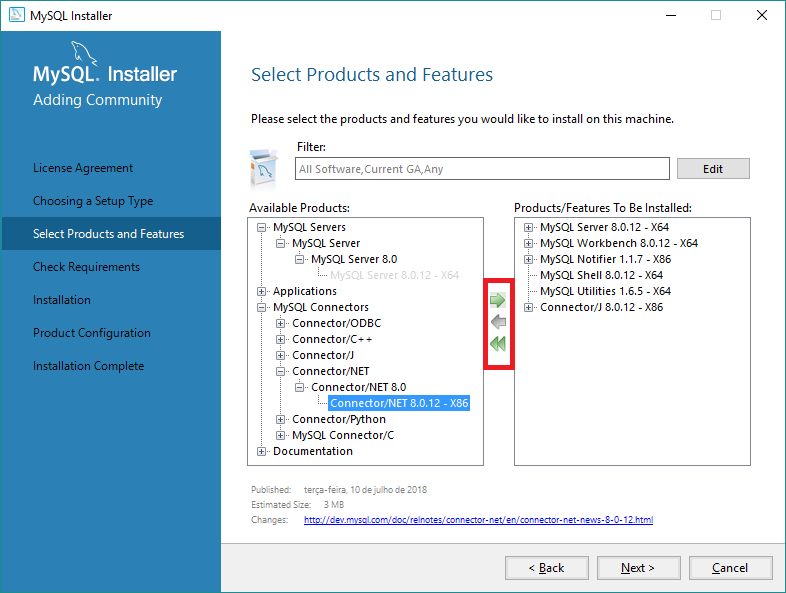 MySQL Installer
MySQL. Installer
Adding Community
License Agreement
Choosing a Setup Type
Select Products and Features
Check Requirements
Installation
Product Configuration
Installation Complete
Select Products and Features
Please select the products and features you would like to install on this machine.
Filter:
All Software,Current GA,Any
Edit
Available Products:
MySQL Servers
MySQL Server
MySQL Server 8.0
MySQL Server 8.0.12 - X64
Applications
MySQL Connectors
Connector/ODBC
Connector/C++
Connector/J
Connector/NET
Connector/NET 8.0
Connector/NET 8.0.12 - X86
Connector/Python
MySQL Connector/C
Documentation
Products/Features To Be Installed:
MySQL Server 8.0.12 - X64
MySQL Workbench 8.0.12 - X64
MySQL Notifier 1.1.7 - X86
MySQL Shell 8.0.12 - X64
MySQL Utilities 1.6.5 - X64
Connector/J 8.0.12 - X86
Published: terça-feira, 10 de julho de 2018
Estimated Size: 3 MB
Changes: http://dev.mysql.com/doc/relnotes/connector-net/en/connector-net-news-8-0-12.html
< Back
Next >
Cancel